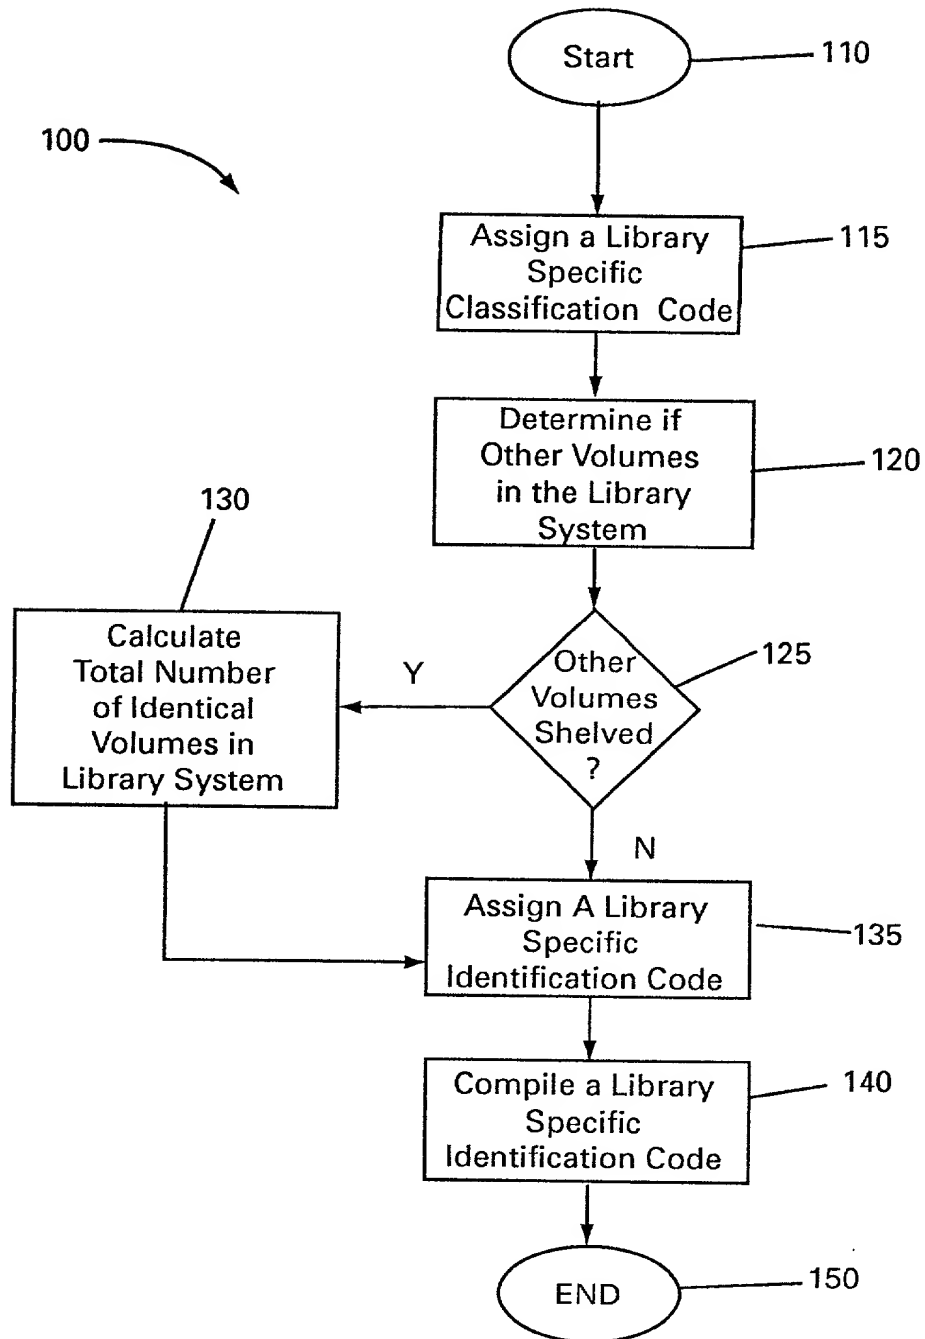 Start
110
100
Assign a Library
Specific
Classification Code
115
Determine if
Other Volumes
in the Library
System
120
130
Calculate
Total Number
of Identical
Volumes in
Library System
Y
Other
Volumes
Shelved
?
125
N
Assign A Library
Specific
Identification Code
135
Compile a Library
Specific
Identification Code
140
END
150